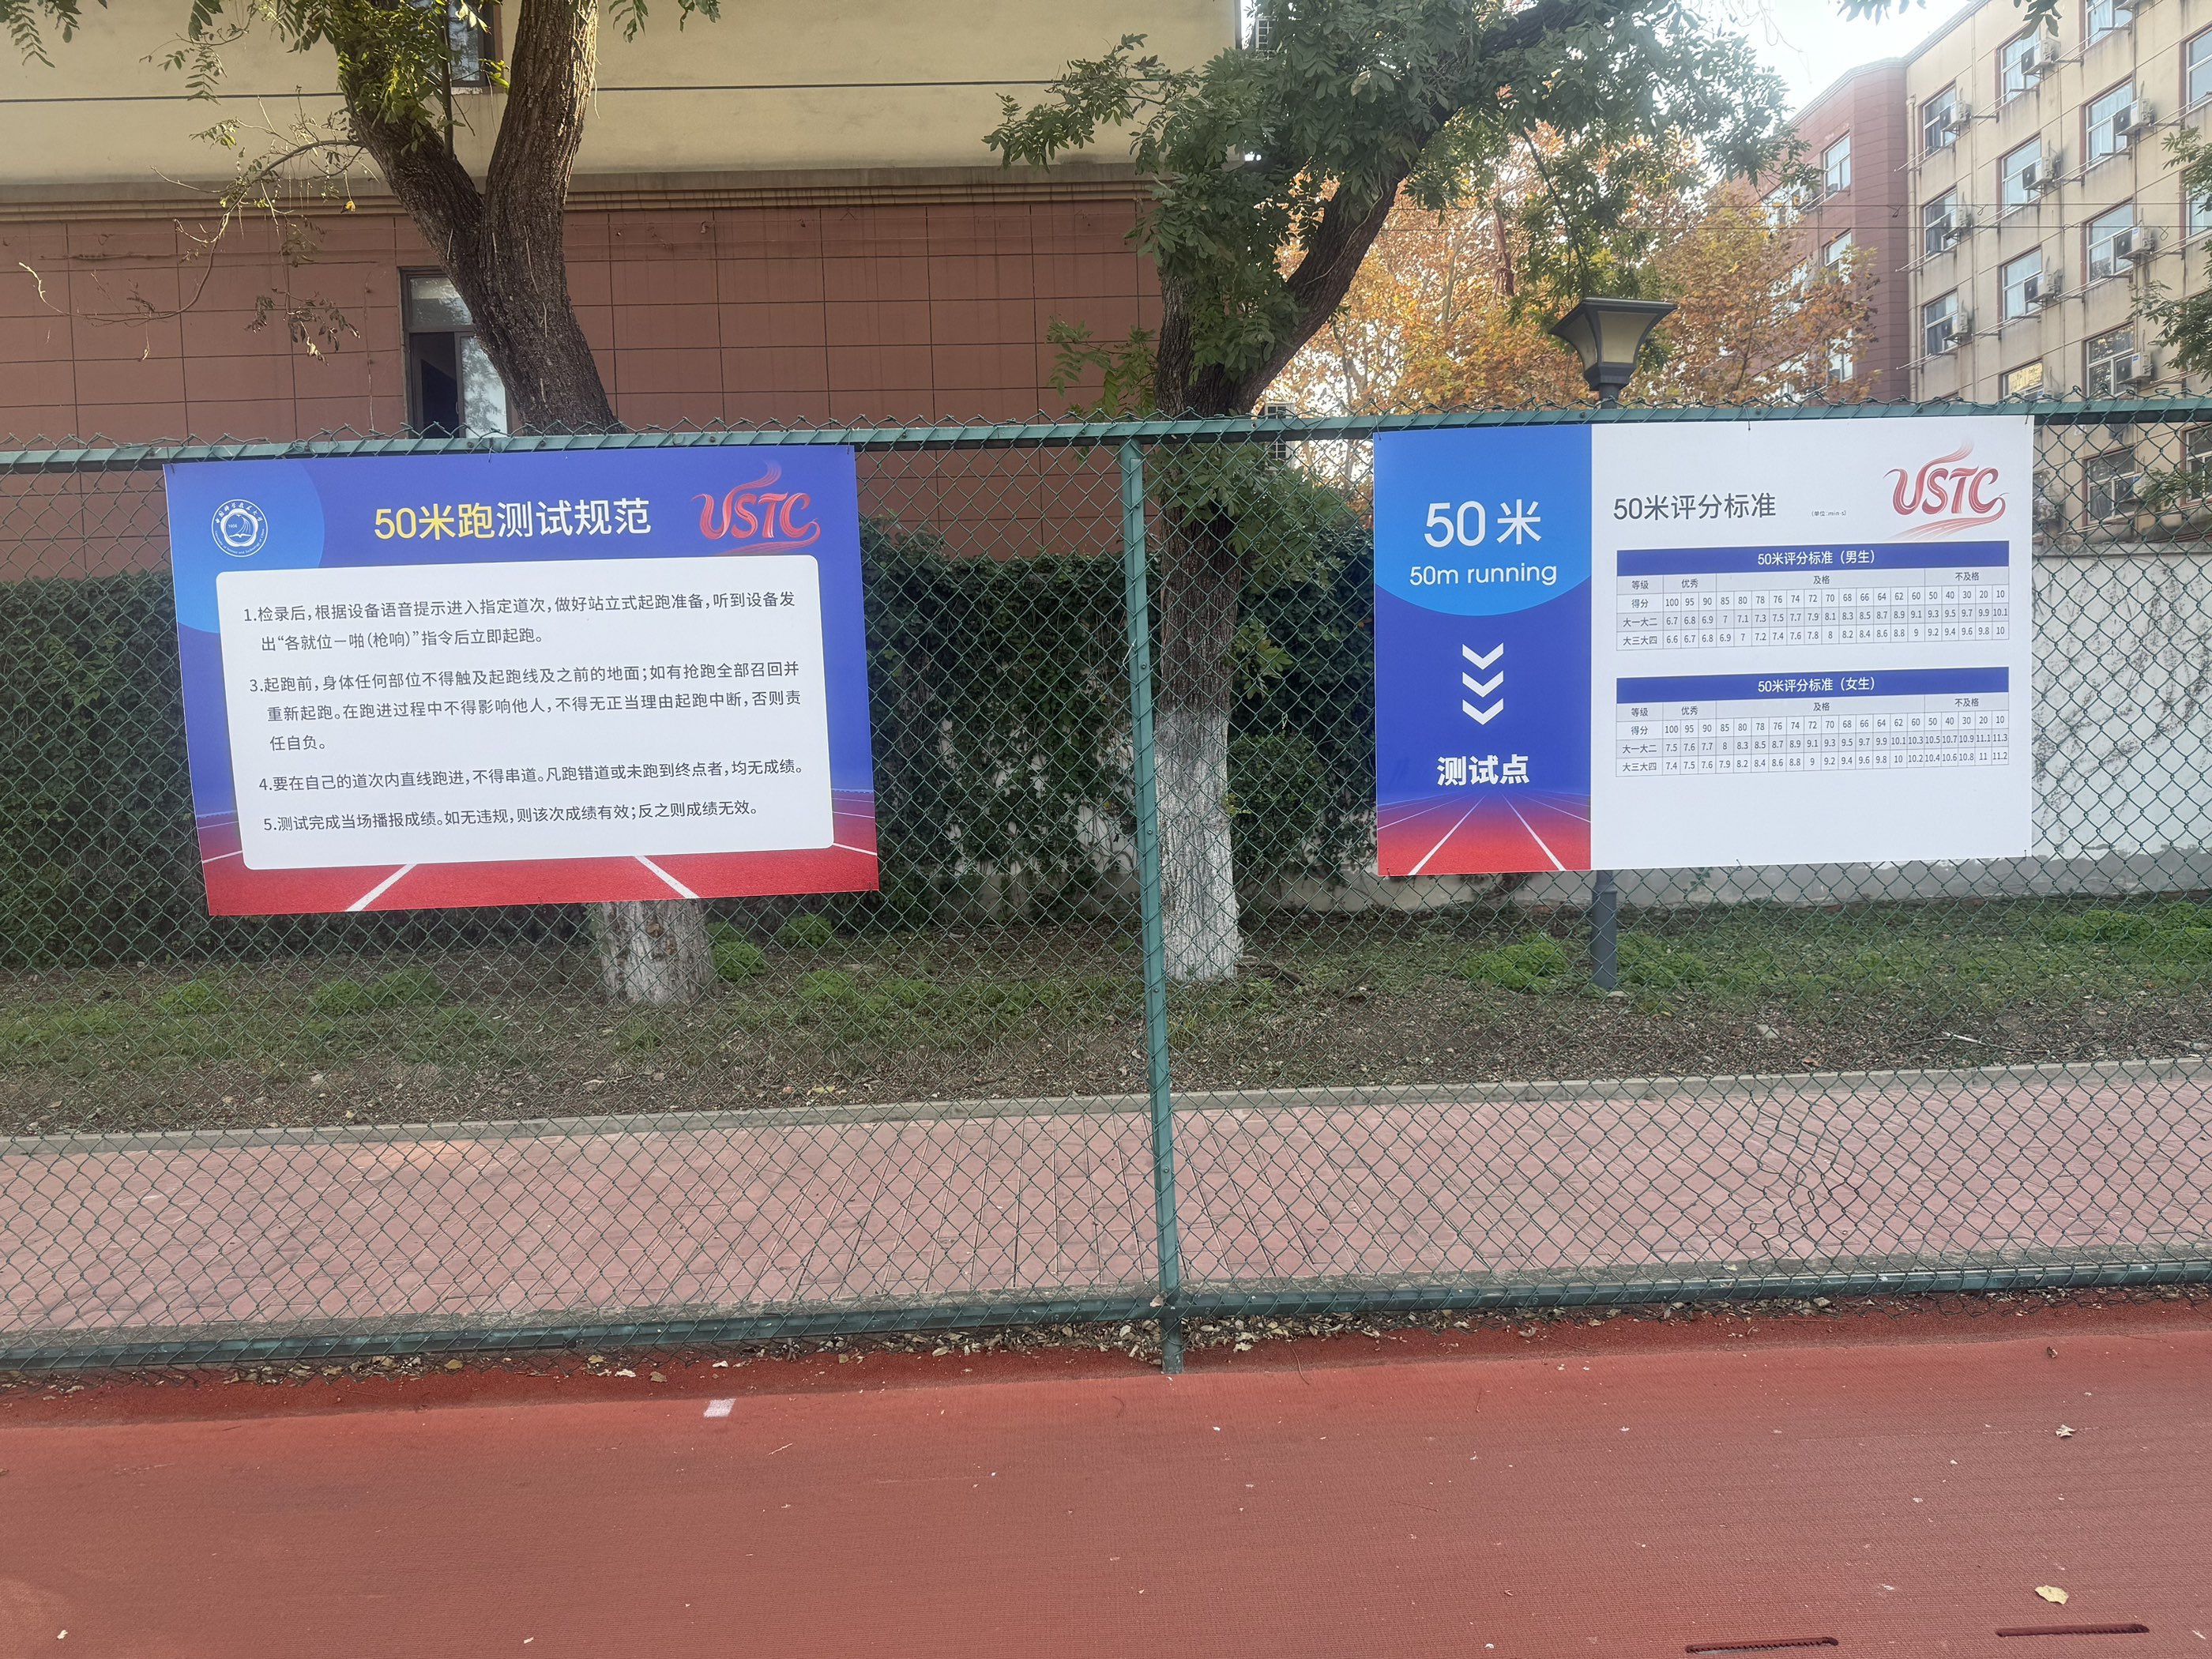 50米跑测试规范
USTC
1.检录后,根据设备语音提示进入指定道次,做好站立式起跑准备,听到设备发
出“各就位－啪(枪响)”指令后立即起跑。
3.起跑前,身体任何部位不得触及起跑线及之前的地面;如有抢跑全部召回并
重新起跑。在跑进过程中不得影响他人,不得无正当理由起跑中断,否则责
任自负。
4.要在自己的道次内直线跑进,不得串道。凡跑错道或未跑到终点者,均无成绩。
5.测试完成当场播报成绩。如无违规,则该次成绩有效;反之则成绩无效。
50米
50m running
测试点
50米评分标准
USTC
50米评分标准（男生）
等级 优秀 及格 不及格
得分 100 95 90 85 80 78 76 74 72 70 68 66 64 62 60 50 40 30 20 10
大一大二 6.7 6.8 6.9 7 7.1 7.3 7.5 7.7 7.9 8.1 8.3 8.5 8.7 8.9 9.1 9.3 9.5 9.7 9.9 10.1
大三大四 6.6 6.7 6.8 6.9 7 7.2 7.4 7.6 7.8 8 8.2 8.4 8.6 8.8 9 9.2 9.4 9.6 9.8 10
50米评分标准（女生）
等级 优秀 及格 不及格
得分 100 95 90 85 80 78 76 74 72 70 68 66 64 62 60 50 40 30 20 10
大一大二 7.5 7.6 7.7 8 8.3 8.5 8.7 8.9 9.1 9.3 9.5 9.7 9.9 10.1 10.3 10.5 10.7 10.9 11.1 11.3
大三大四 7.4 7.5 7.6 7.9 8.2 8.4 8.6 8.8 9 9.2 9.4 9.6 9.8 10 10.2 10.4 10.6 10.8 11 11.2